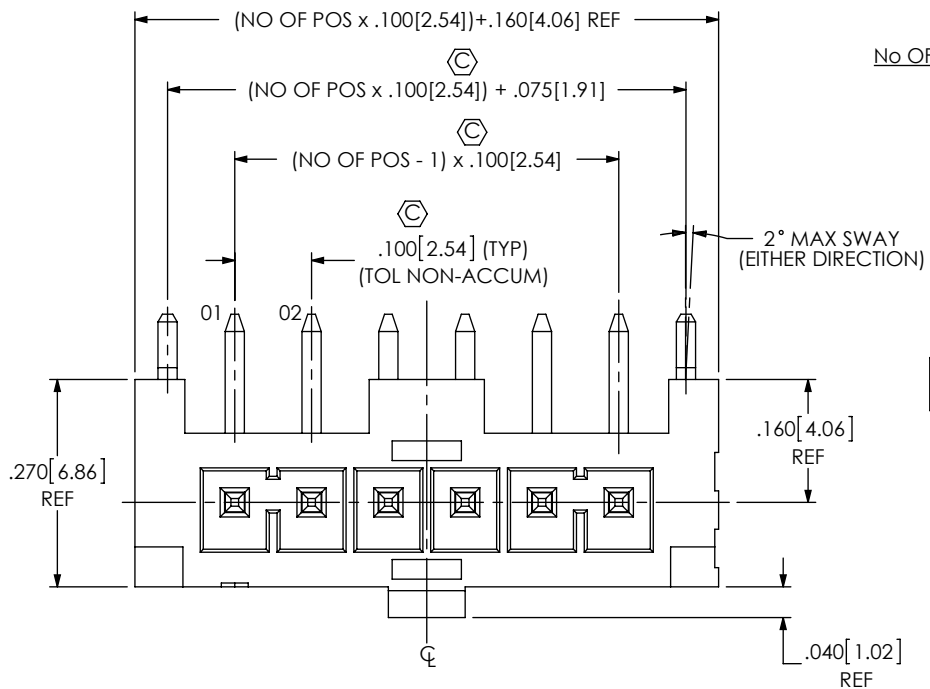 (NO OF POS x .100[2.54])+.160[4.06] REF
No OF
C
(NO OF POS x .100[2.54]) + .075[1.91]
C
(NO OF POS - 1) x .100[2.54]
C
.100[2.54] (TYP)
(TOL NON-ACCUM)
2° MAX SWAY
(EITHER DIRECTION)
01
02
.160[4.06]
REF
.270[6.86]
REF
℄
.040[1.02]
REF